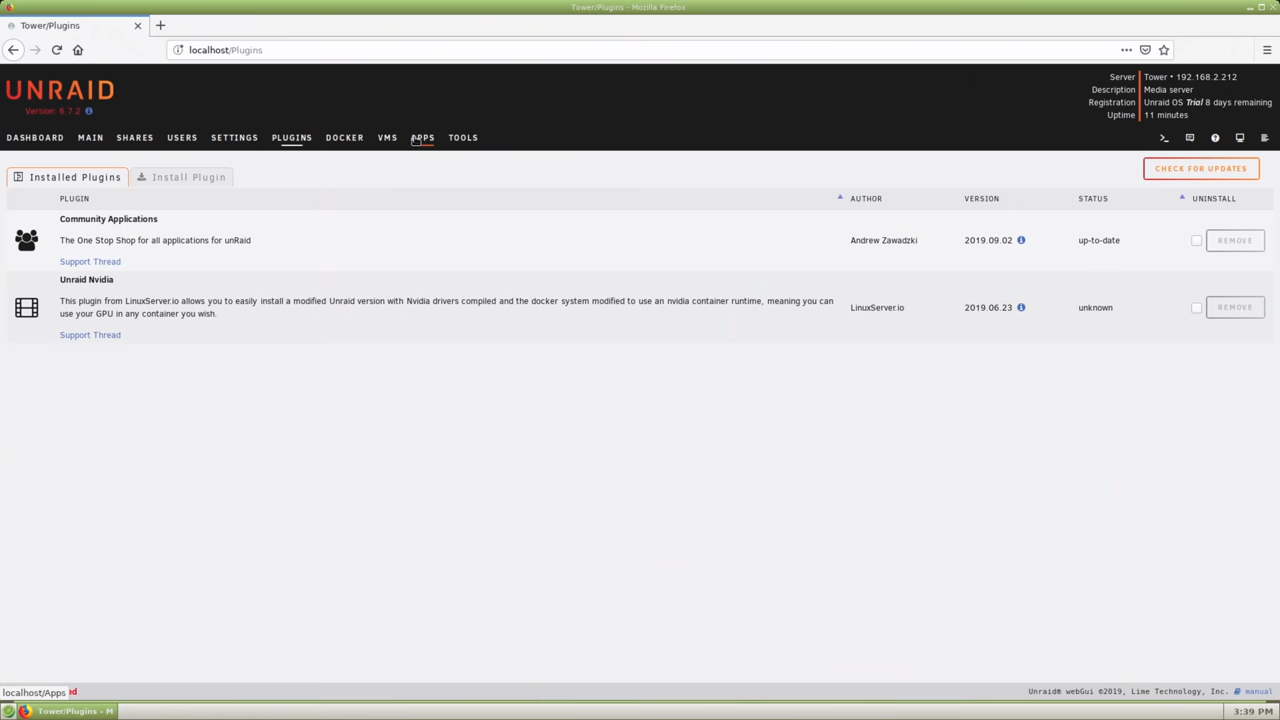 Tower/Plugins - Mozilla Firefox
Tower/Plugins
localhost/Plugins
UNRAID
Version: 6.7.2
Server Tower • 192.168.2.212
Description Media server
Registration Unraid OS Trial 8 days remaining
Uptime 11 minutes
DASHBOARD MAIN SHARES USERS SETTINGS PLUGINS DOCKER VMS APPS TOOLS
Installed Plugins Install Plugin
CHECK FOR UPDATES
PLUGIN AUTHOR VERSION STATUS UNINSTALL
Community Applications
The One Stop Shop for all applications for unRaid Andrew Zawadzki 2019.09.02 up-to-date REMOVE
Support Thread
Unraid Nvidia
This plugin from LinuxServer.io allows you to easily install a modified Unraid version with Nvidia drivers compiled and the docker system modified to use an nvidia container runtime, meaning you can
use your GPU in any container you wish.
LinuxServer.io 2019.06.23 unknown REMOVE
Support Thread
localhost/Apps
Unraid® webGui ©2019, Lime Technology, Inc. manual
Tower/Plugins - M
3:39 PM